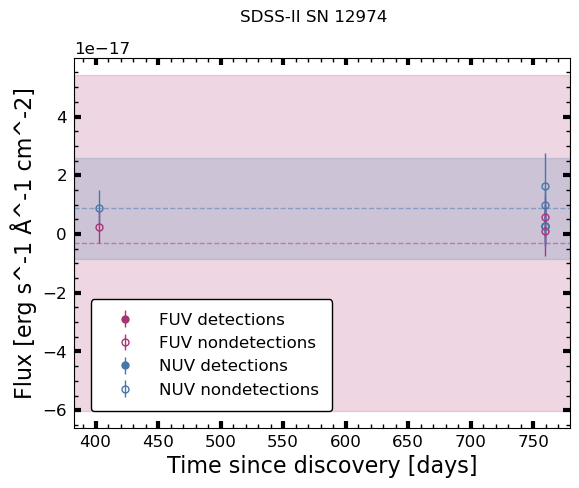 SDSS-II SN 12974
1e−17
Flux [erg s^-1 Å^-1 cm^-2]
4
2
0
−2
−4
−6
FUV detections
FUV nondetections
NUV detections
NUV nondetections
400 450 500 550 600 650 700 750
Time since discovery [days]